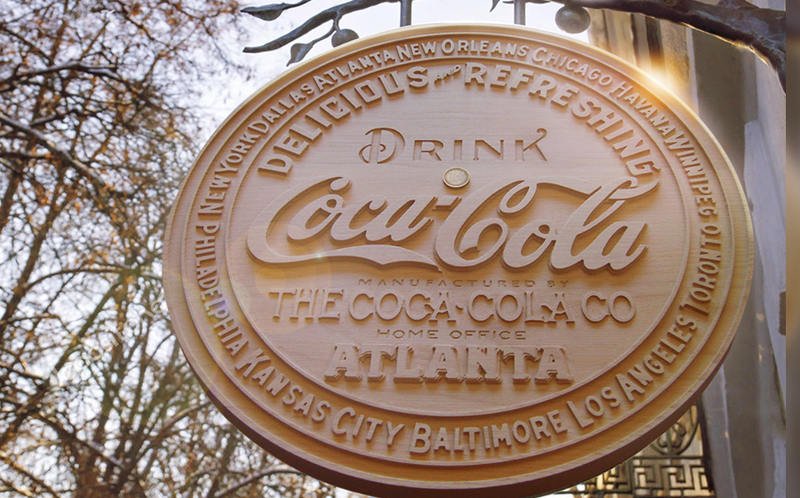 NEW YORK DALLAS ATLANTA NEW ORLEANS CHICAGO HAVANA WINNIPEG TORONTO
PHILADELPHIA KANSAS CITY BALTIMORE LOS ANGELES
DELICIOUS AND REFRESHING
DRINK
Coca-Cola
MANUFACTURED BY
THE COCA-COLA CO
HOME OFFICE
ATLANTA